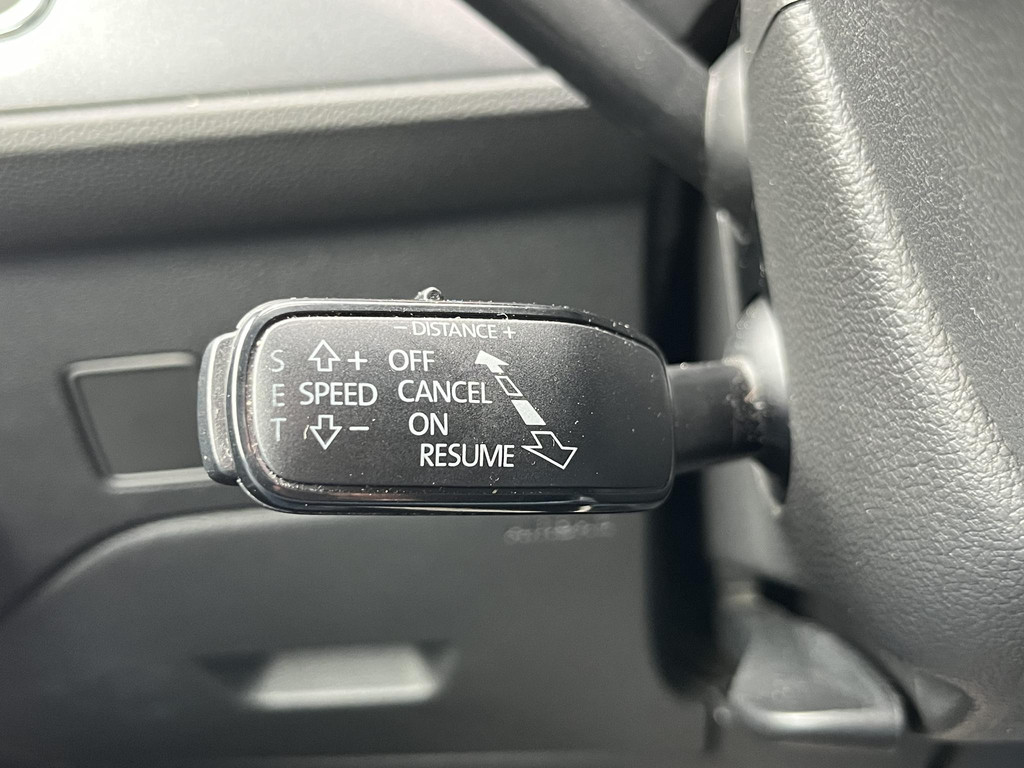 - DISTANCE +
S + OFF
E SPEED CANCEL
T - ON
RESUME